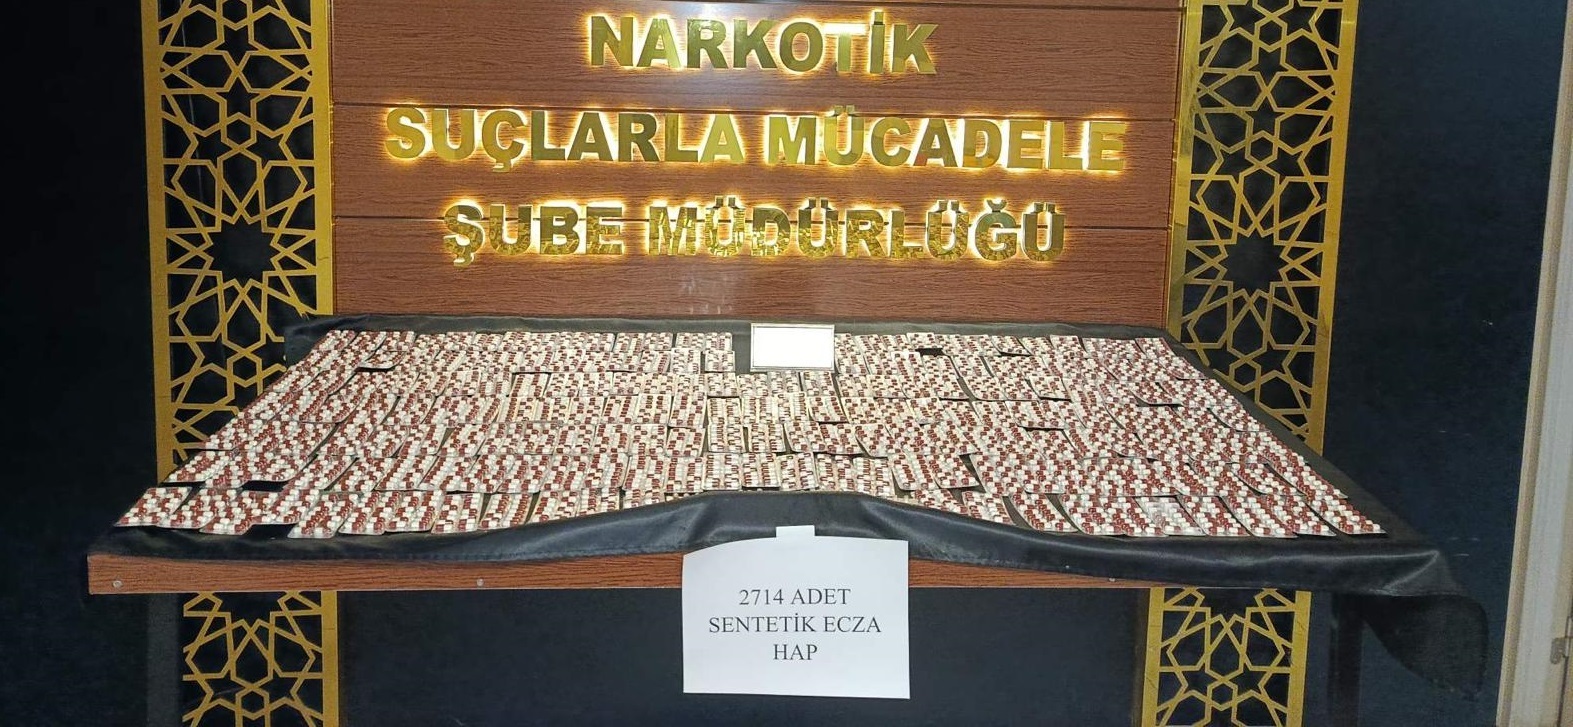 NARKOTİK
SUÇLARLA MÜCADELE
ŞUBE MÜDÜRLÜĞÜ
2714 ADET
SENTETİK ECZA
HAP